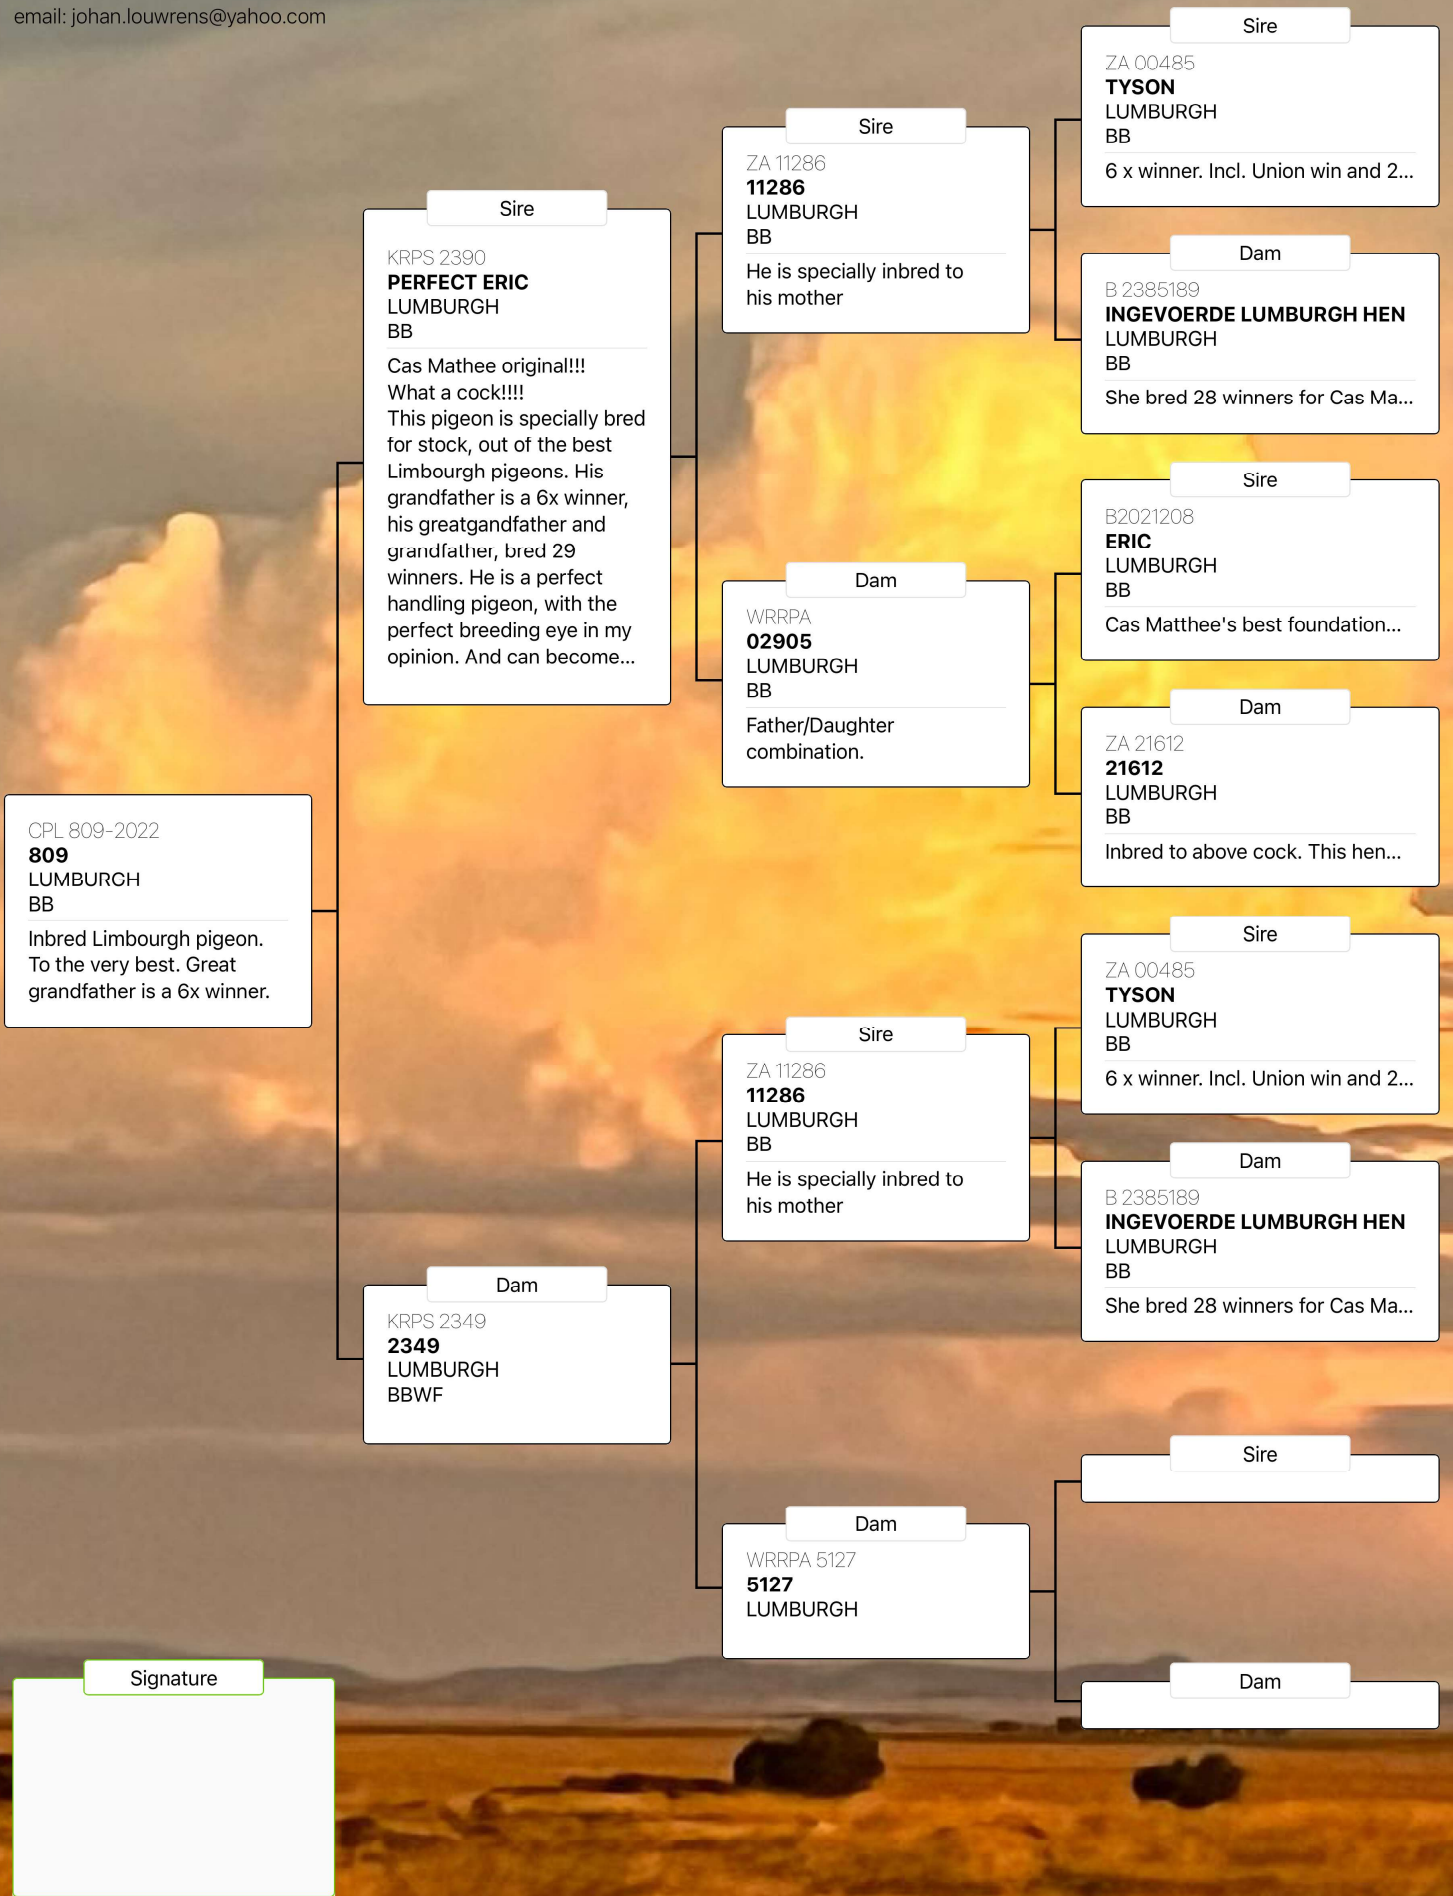 email: johan.louwrens@yahoo.com
Sire
ZA 00485
TYSON
LUMBURGH
BB
6 x winner. Incl. Union win and 2...
Sire
ZA 11286
11286
LUMBURGH
BB
He is specially inbred to
his mother
Dam
B 2385189
INGEVOERDE LUMBURGH HEN
LUMBURGH
BB
She bred 28 winners for Cas Ma...
Sire
KRPS 2390
PERFECT ERIC
LUMBURGH
BB
Cas Mathee original!!!
What a cock!!!!
This pigeon is specially bred
for stock, out of the best
Limbourgh pigeons. His
grandfather is a 6x winner,
his greatgandfather and
grandfather, bred 29
winners. He is a perfect
handling pigeon, with the
perfect breeding eye in my
opinion. And can become...
Sire
B2021208
ERIC
LUMBURGH
BB
Cas Matthee's best foundation...
Dam
WRRPA
02905
LUMBURGH
BB
Father/Daughter
combination.
Dam
ZA 21612
21612
LUMBURGH
BB
Inbred to above cock. This hen...
CPL 809-2022
809
LUMBURGH
BB
Inbred Limbourgh pigeon.
To the very best. Great
grandfather is a 6x winner.
Sire
ZA 00485
TYSON
LUMBURGH
BB
6 x winner. Incl. Union win and 2...
Sire
ZA 11286
11286
LUMBURGH
BB
He is specially inbred to
his mother
Dam
B 2385189
INGEVOERDE LUMBURGH HEN
LUMBURGH
BB
She bred 28 winners for Cas Ma...
Dam
KRPS 2349
2349
LUMBURGH
BBWF
Sire
Dam
WRRPA 5127
5127
LUMBURGH
Dam
Signature